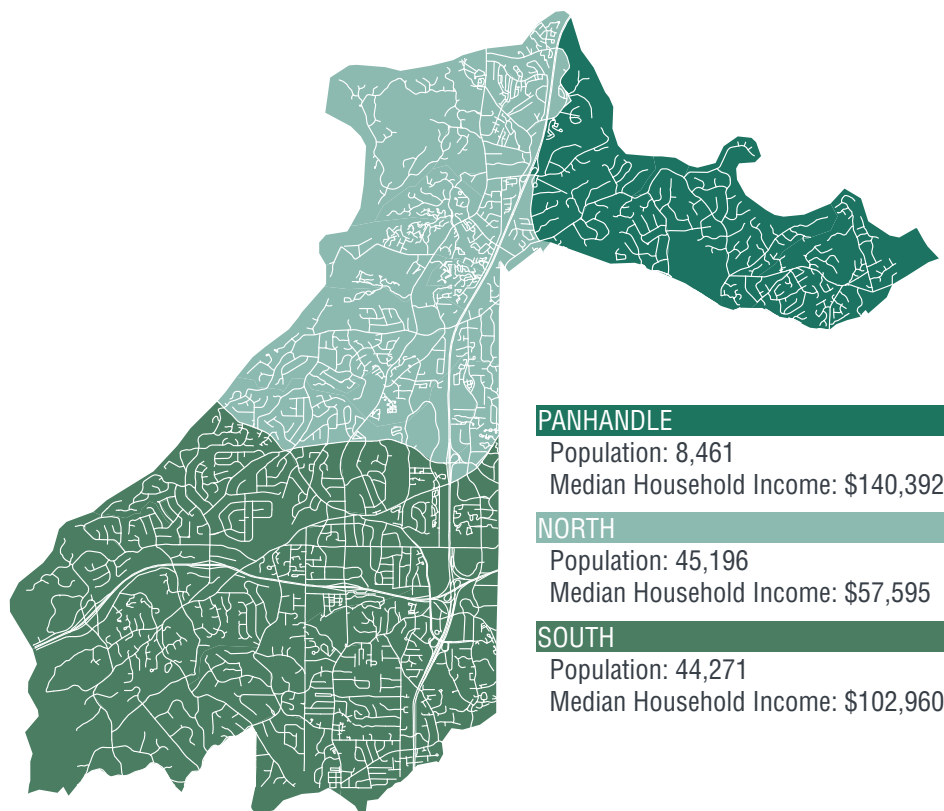 PANHANDLE
Population: 8,461
Median Household Income: $140,392
NORTH
Population: 45,196
Median Household Income: $57,595
SOUTH
Population: 44,271
Median Household Income: $102,960